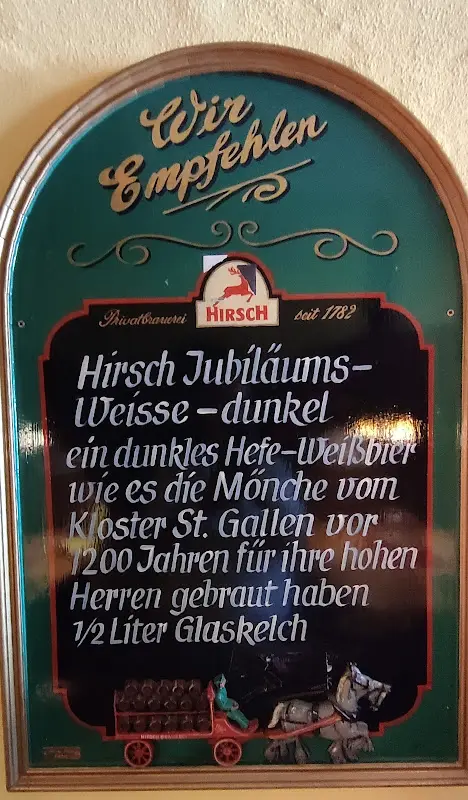 Wir
Empfehlen
HIRSCH
Privatbrauerei seit 1782
Hirsch Jubiläums-
Weisse - dunkel
ein dunkles Hefe-Weißbier
wie es die Mönche vom
Kloster St. Gallen vor
1200 Jahren für ihre hohen
Herren gebraut haben
1/2 Liter Glaskelch